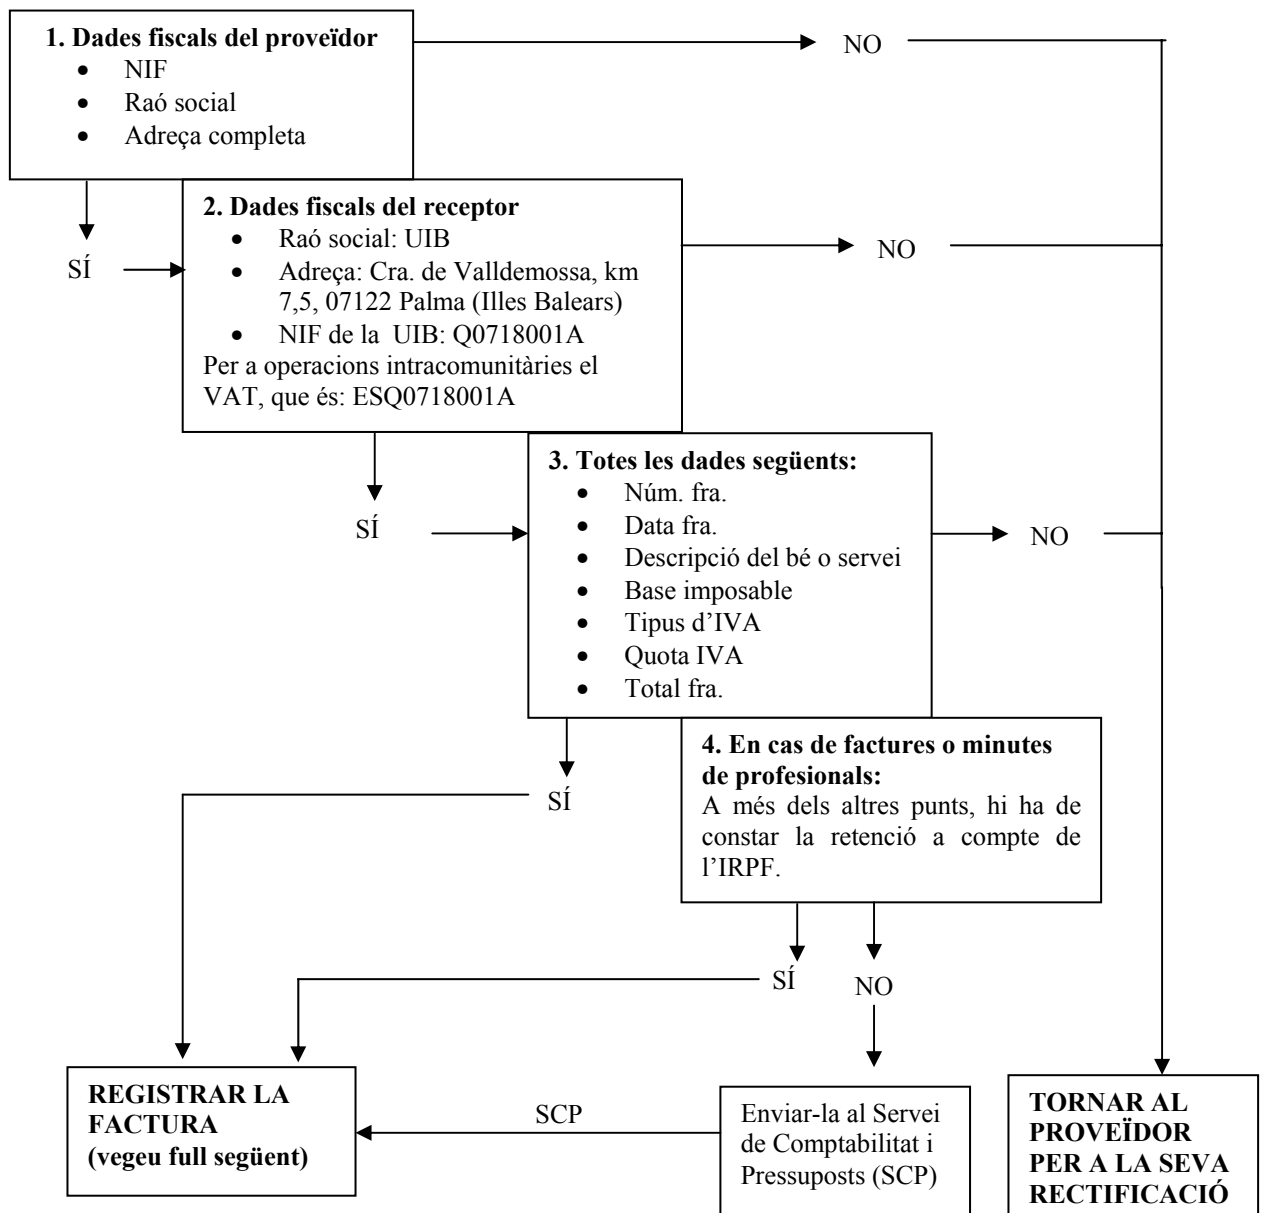 1. Dades fiscals del proveïdor
• NIF
• Raó social
• Adreça completa
NO
SÍ
2. Dades fiscals del receptor
• Raó social: UIB
• Adreça: Cra. de Valldemossa, km
7,5, 07122 Palma (Illes Balears)
• NIF de la UIB: Q0718001A
Per a operacions intracomunitàries el
VAT, que és: ESQ0718001A
NO
SÍ
3. Totes les dades següents:
• Núm. fra.
• Data fra.
• Descripció del bé o servei
• Base imposable
• Tipus d’IVA
• Quota IVA
• Total fra.
NO
SÍ
4. En cas de factures o minutes
de profesionals:
A més dels altres punts, hi ha de
constar la retenció a compte de
l’IRPF.
SÍ
NO
REGISTRAR LA
FACTURA
(vegeu full següent)
SCP
Enviar-la al Servei
de Comptabilitat i
Pressuposts (SCP)
TORNAR AL
PROVEÏDOR
PER A LA SEVA
RECTIFICACIÓ